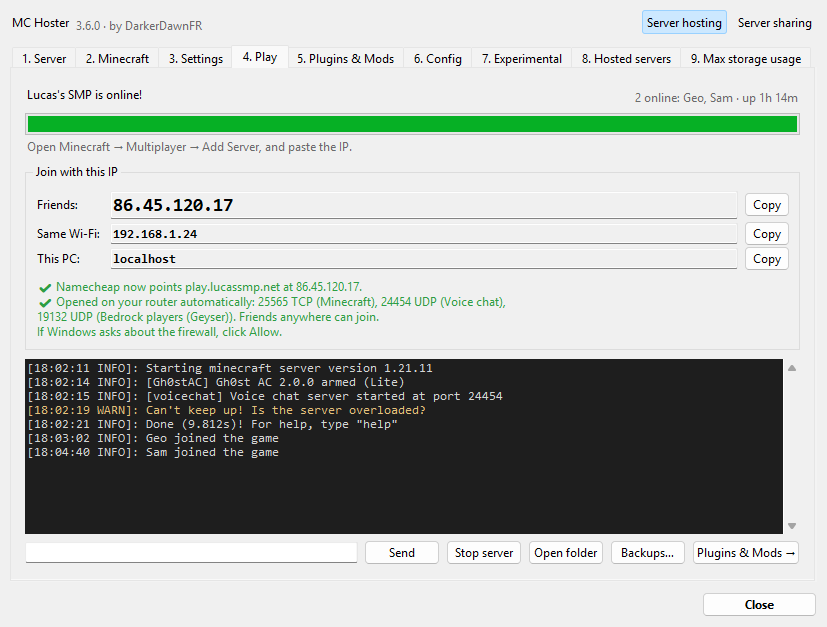 MC Hoster 3.6.0 · by DarkerDawnFR
Server hosting Server sharing
1. Server 2. Minecraft 3. Settings 4. Play 5. Plugins & Mods 6. Config 7. Experimental 8. Hosted servers 9. Max storage usage
Lucas's SMP is online!
2 online: Geo, Sam · up 1h 14m
Open Minecraft → Multiplayer → Add Server, and paste the IP.
Join with this IP
Friends: 86.45.120.17 Copy
Same Wi-Fi: 192.168.1.24 Copy
This PC: localhost Copy
✔ Namecheap now points play.lucassmp.net at 86.45.120.17.
✔ Opened on your router automatically: 25565 TCP (Minecraft), 24454 UDP (Voice chat),
19132 UDP (Bedrock players (Geyser)). Friends anywhere can join.
If Windows asks about the firewall, click Allow.
[18:02:11 INFO]: Starting minecraft server version 1.21.11
[18:02:14 INFO]: [Gh0stAC] Gh0st AC 2.0.0 armed (Lite)
[18:02:15 INFO]: [voicechat] Voice chat server started at port 24454
[18:02:19 WARN]: Can't keep up! Is the server overloaded?
[18:02:21 INFO]: Done (9.812s)! For help, type "help"
[18:03:02 INFO]: Geo joined the game
[18:04:40 INFO]: Sam joined the game
Send Stop server Open folder Backups... Plugins & Mods →
Close